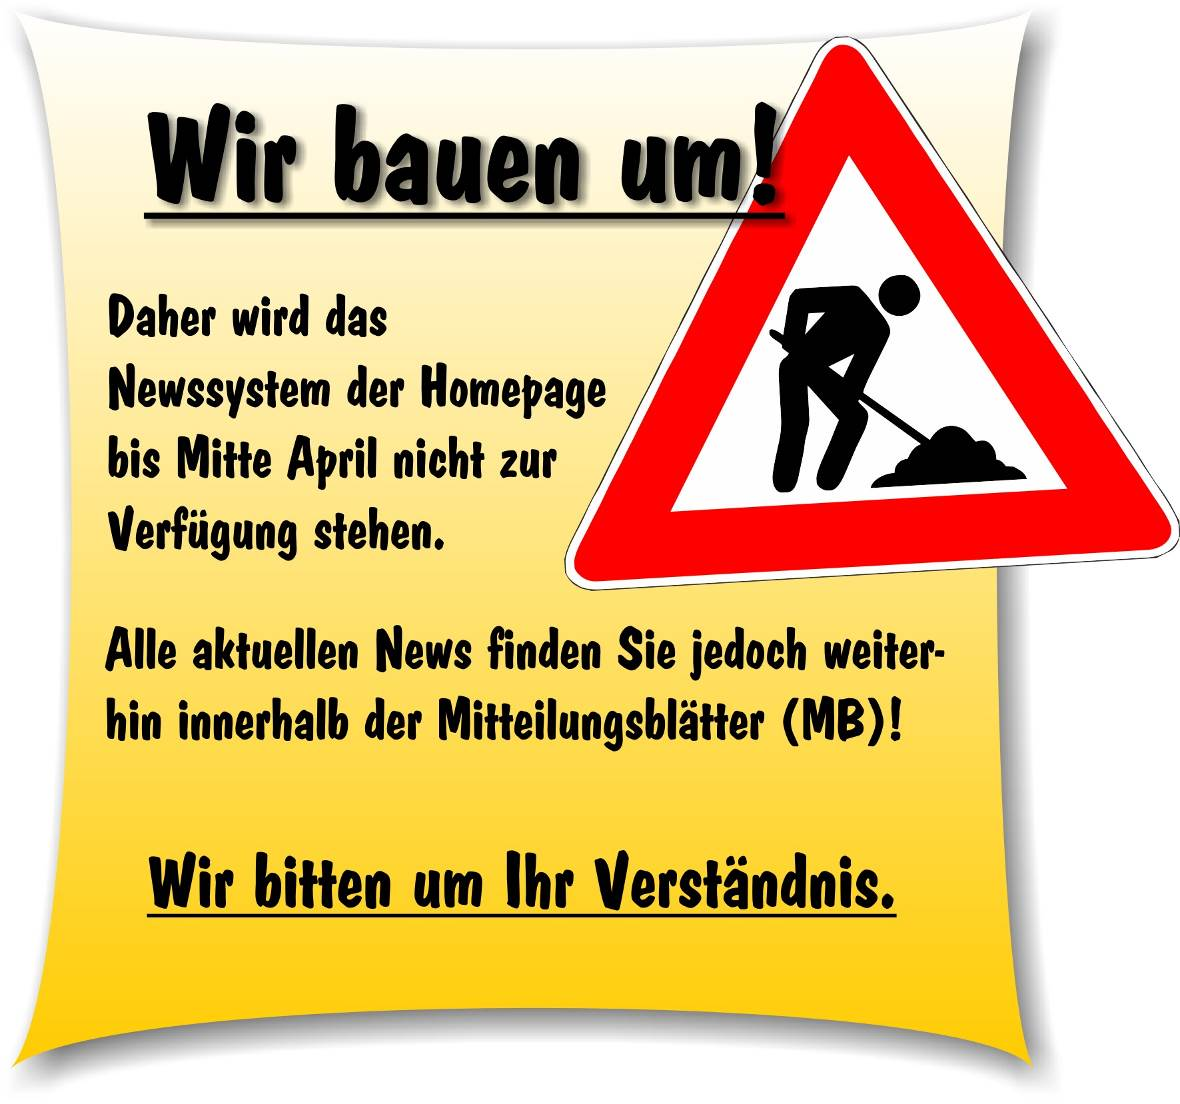 Wir bauen um!
Daher wird das
Newssystem der Homepage
bis Mitte April nicht zur
Verfügung stehen.
Alle aktuellen News finden Sie jedoch weiter-
hin innerhalb der Mitteilungsblätter (MB)!
Wir bitten um Ihr Verständnis.